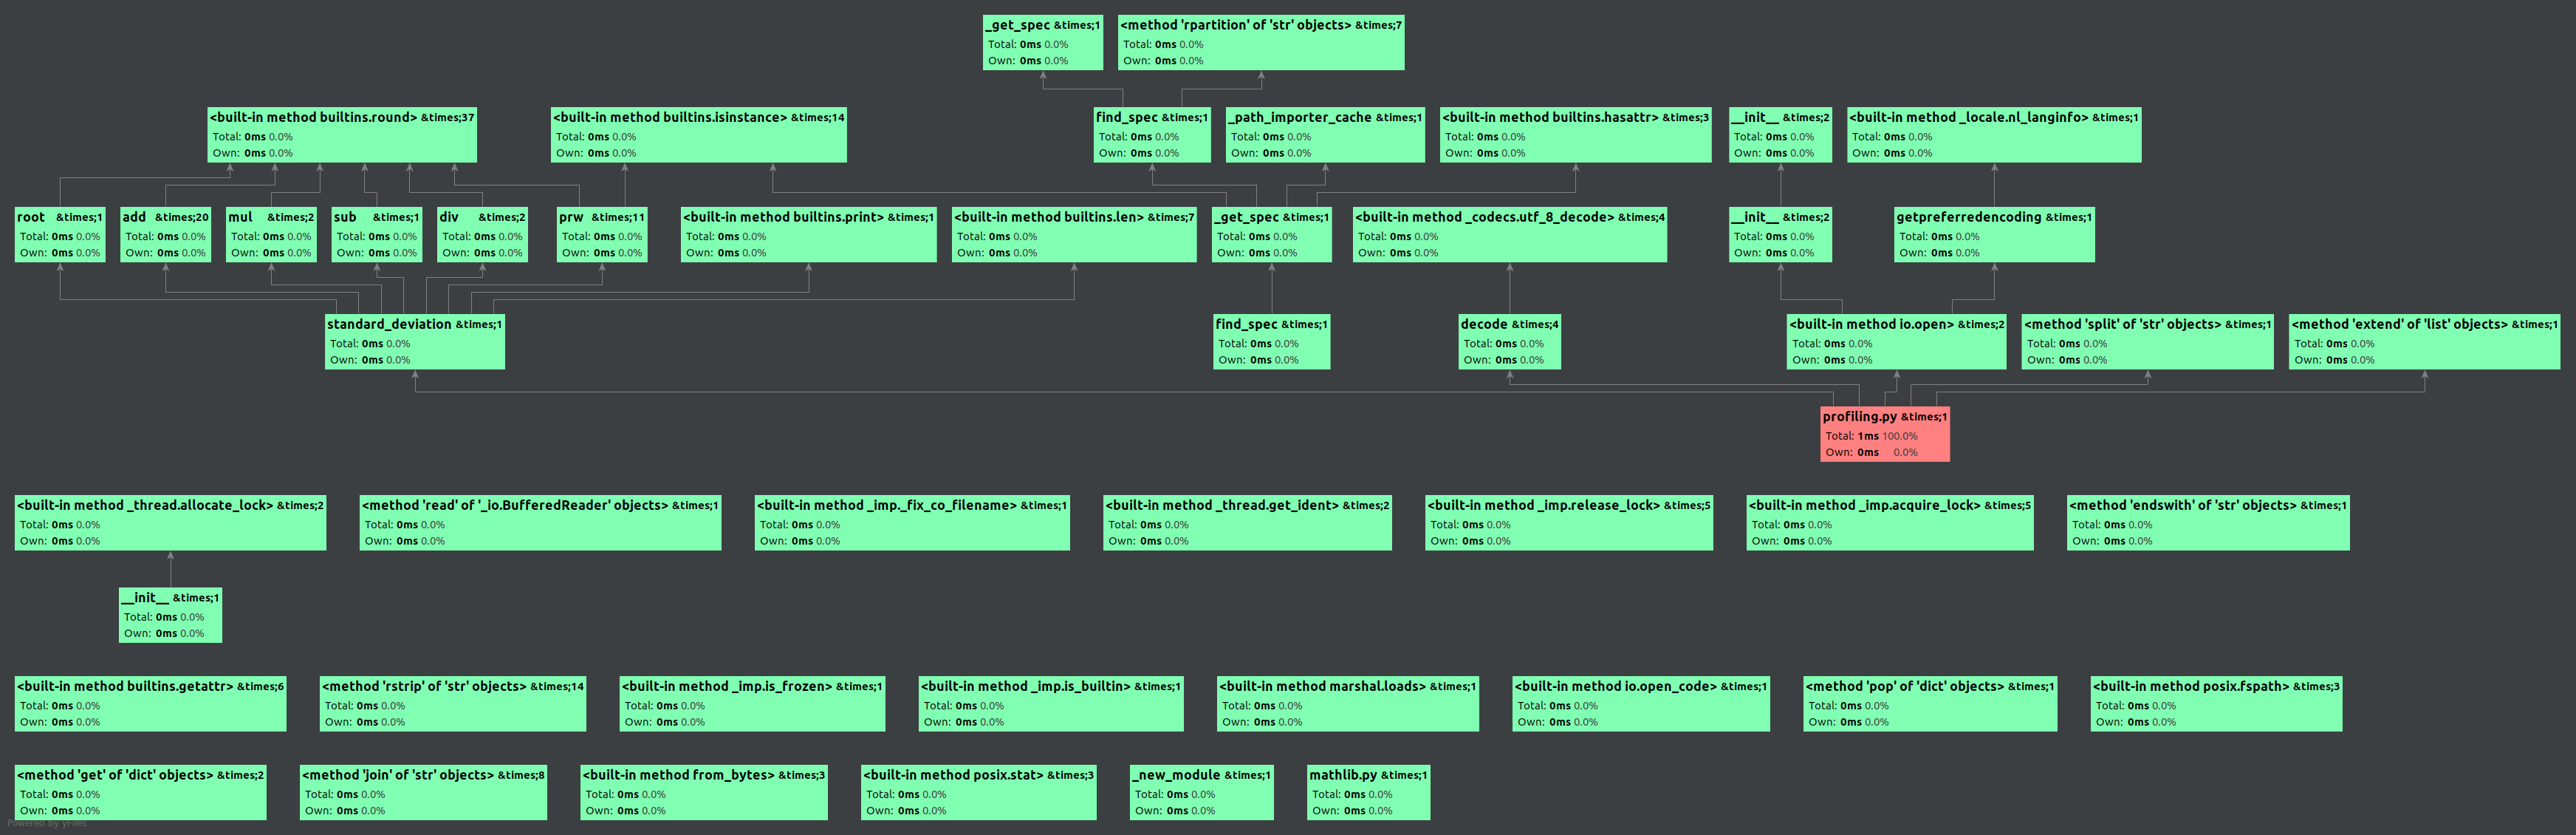 _get_spec &times;1
Total: 0ms 0.0%
Own: 0ms 0.0%
<method 'rpartition' of 'str' objects> &times;7
Total: 0ms 0.0%
Own: 0ms 0.0%
<built-in method builtins.round> &times;37
Total: 0ms 0.0%
Own: 0ms 0.0%
<built-in method builtins.isinstance> &times;14
Total: 0ms 0.0%
Own: 0ms 0.0%
find_spec &times;1
Total: 0ms 0.0%
Own: 0ms 0.0%
_path_importer_cache &times;1
Total: 0ms 0.0%
Own: 0ms 0.0%
<built-in method builtins.hasattr> &times;3
Total: 0ms 0.0%
Own: 0ms 0.0%
__init__ &times;2
Total: 0ms 0.0%
Own: 0ms 0.0%
<built-in method _locale.nl_langinfo> &times;1
Total: 0ms 0.0%
Own: 0ms 0.0%
root &times;1
Total: 0ms 0.0%
Own: 0ms 0.0%
add &times;20
Total: 0ms 0.0%
Own: 0ms 0.0%
mul &times;2
Total: 0ms 0.0%
Own: 0ms 0.0%
sub &times;1
Total: 0ms 0.0%
Own: 0ms 0.0%
div &times;2
Total: 0ms 0.0%
Own: 0ms 0.0%
prw &times;11
Total: 0ms 0.0%
Own: 0ms 0.0%
<built-in method builtins.print> &times;1
Total: 0ms 0.0%
Own: 0ms 0.0%
<built-in method builtins.len> &times;7
Total: 0ms 0.0%
Own: 0ms 0.0%
_get_spec &times;1
Total: 0ms 0.0%
Own: 0ms 0.0%
<built-in method _codecs.utf_8_decode> &times;4
Total: 0ms 0.0%
Own: 0ms 0.0%
__init__ &times;2
Total: 0ms 0.0%
Own: 0ms 0.0%
getpreferredencoding &times;1
Total: 0ms 0.0%
Own: 0ms 0.0%
standard_deviation &times;1
Total: 0ms 0.0%
Own: 0ms 0.0%
find_spec &times;1
Total: 0ms 0.0%
Own: 0ms 0.0%
decode &times;4
Total: 0ms 0.0%
Own: 0ms 0.0%
<built-in method io.open> &times;2
Total: 0ms 0.0%
Own: 0ms 0.0%
<method 'split' of 'str' objects> &times;1
Total: 0ms 0.0%
Own: 0ms 0.0%
<method 'extend' of 'list' objects> &times;1
Total: 0ms 0.0%
Own: 0ms 0.0%
profiling.py &times;1
Total: 1ms 100.0%
Own: 0ms 0.0%
<built-in method _thread.allocate_lock> &times;2
Total: 0ms 0.0%
Own: 0ms 0.0%
<method 'read' of '_io.BufferedReader' objects> &times;1
Total: 0ms 0.0%
Own: 0ms 0.0%
<built-in method _imp._fix_co_filename> &times;1
Total: 0ms 0.0%
Own: 0ms 0.0%
<built-in method _thread.get_ident> &times;2
Total: 0ms 0.0%
Own: 0ms 0.0%
<built-in method _imp.release_lock> &times;5
Total: 0ms 0.0%
Own: 0ms 0.0%
<built-in method _imp.acquire_lock> &times;5
Total: 0ms 0.0%
Own: 0ms 0.0%
<method 'endswith' of 'str' objects> &times;1
Total: 0ms 0.0%
Own: 0ms 0.0%
__init__ &times;1
Total: 0ms 0.0%
Own: 0ms 0.0%
<built-in method builtins.getattr> &times;6
Total: 0ms 0.0%
Own: 0ms 0.0%
<method 'rstrip' of 'str' objects> &times;14
Total: 0ms 0.0%
Own: 0ms 0.0%
<built-in method _imp.is_frozen> &times;1
Total: 0ms 0.0%
Own: 0ms 0.0%
<built-in method _imp.is_builtin> &times;1
Total: 0ms 0.0%
Own: 0ms 0.0%
<built-in method marshal.loads> &times;1
Total: 0ms 0.0%
Own: 0ms 0.0%
<built-in method io.open_code> &times;1
Total: 0ms 0.0%
Own: 0ms 0.0%
<method 'pop' of 'dict' objects> &times;1
Total: 0ms 0.0%
Own: 0ms 0.0%
<built-in method posix.fspath> &times;3
Total: 0ms 0.0%
Own: 0ms 0.0%
<method 'get' of 'dict' objects> &times;2
Total: 0ms 0.0%
Own: 0ms 0.0%
<method 'join' of 'str' objects> &times;8
Total: 0ms 0.0%
Own: 0ms 0.0%
<built-in method from_bytes> &times;3
Total: 0ms 0.0%
Own: 0ms 0.0%
<built-in method posix.stat> &times;3
Total: 0ms 0.0%
Own: 0ms 0.0%
_new_module &times;1
Total: 0ms 0.0%
Own: 0ms 0.0%
mathlib.py &times;1
Total: 0ms 0.0%
Own: 0ms 0.0%
Powered by yFiles